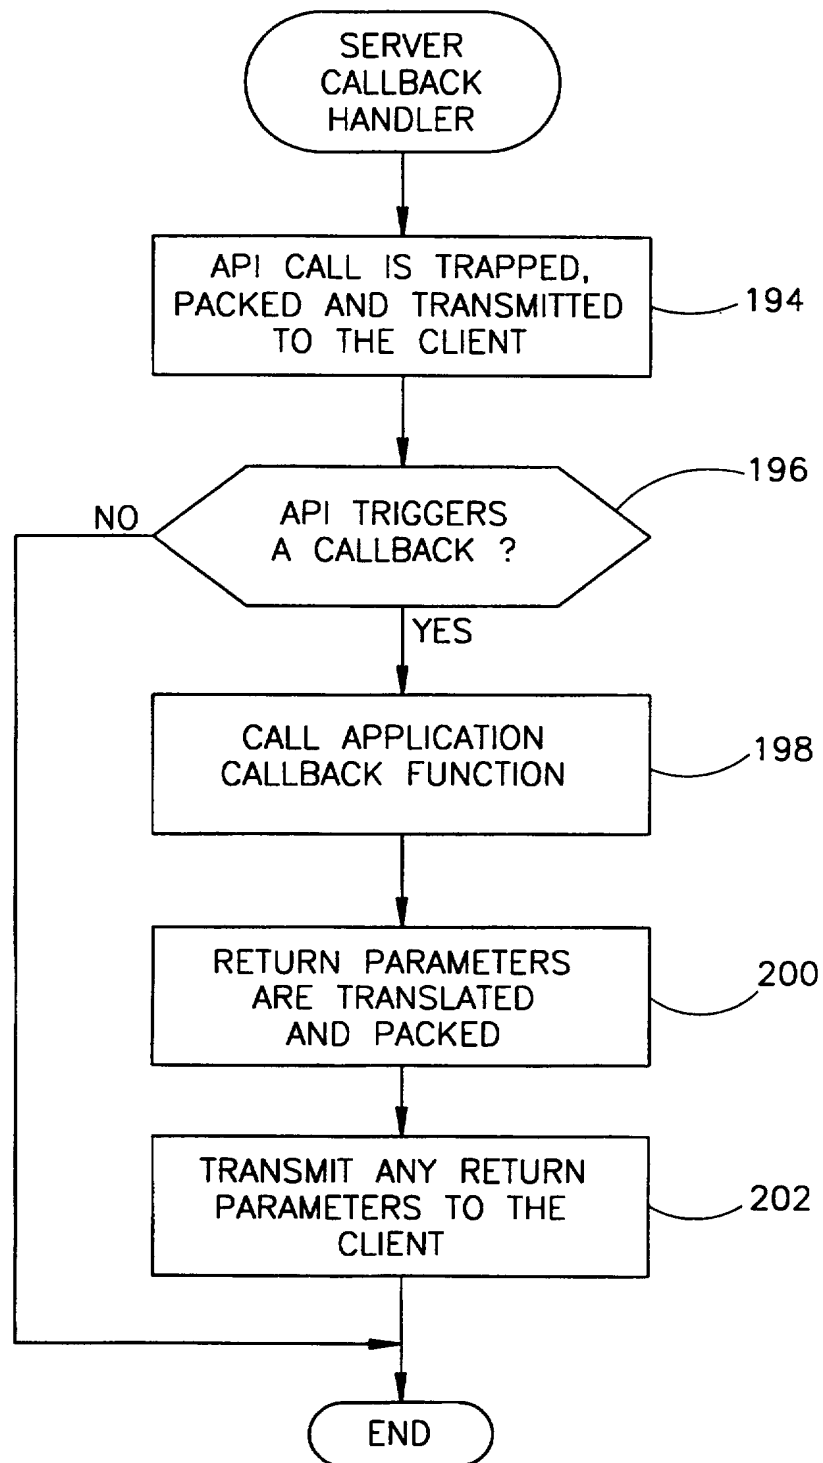 SERVER
CALLBACK
HANDLER
API CALL IS TRAPPED,
PACKED AND TRANSMITTED
TO THE CLIENT
194
196
NO
API TRIGGERS
A CALLBACK ?
YES
CALL APPLICATION
CALLBACK FUNCTION
198
RETURN PARAMETERS
ARE TRANSLATED
AND PACKED
200
TRANSMIT ANY RETURN
PARAMETERS TO THE
CLIENT
202
END